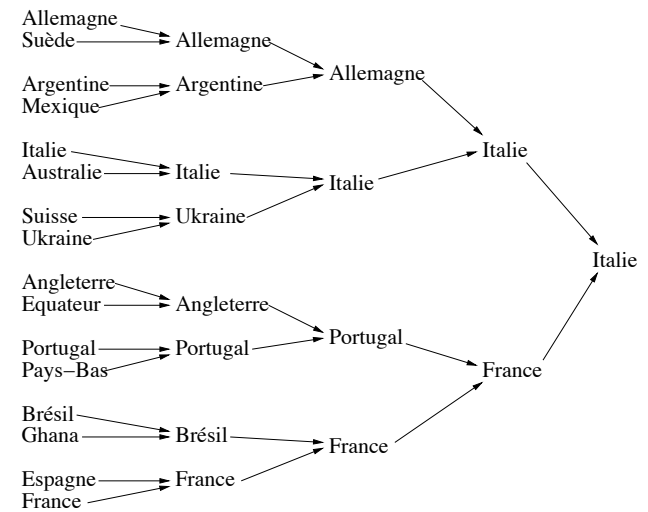 Allemagne
Suède
Allemagne
Argentine
Mexique
Argentine
Allemagne
Italie
Australie
Italie
Suisse
Ukraine
Ukraine
Italie
Italie
Angleterre
Equateur
Angleterre
Portugal
Pays−Bas
Portugal
Portugal
Brésil
Ghana
Brésil
Espagne
France
France
France
France
Italie